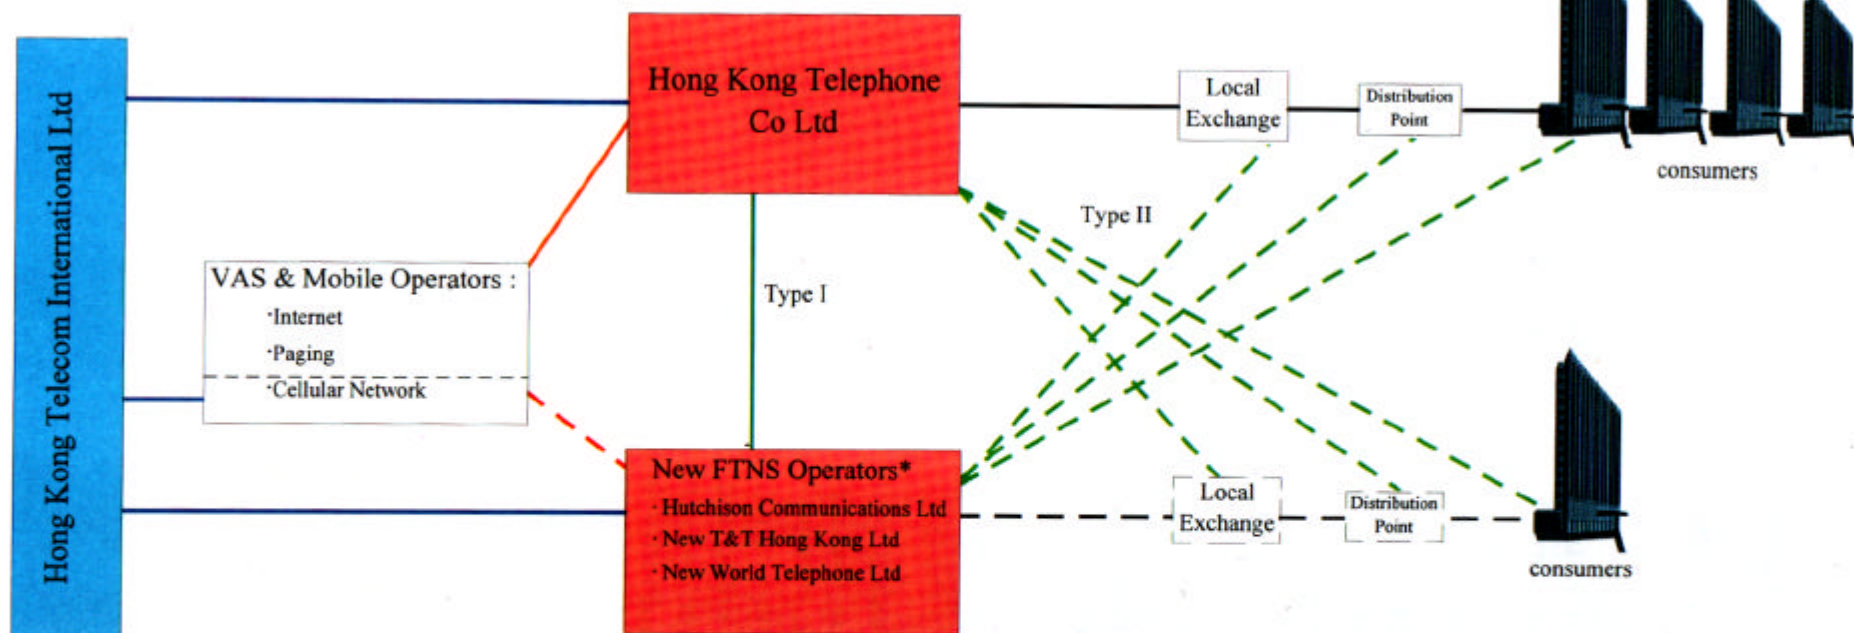 Hong Kong Telecom International Ltd
Hong Kong Telephone
Co Ltd
Local
Exchange
Distribution
Point
consumers
Type II
VAS & Mobile Operators :
·Internet
·Paging
·Cellular Network
Type I
New FTNS Operators*
· Hutchison Communications Ltd
· New T&T Hong Kong Ltd
· New World Telephone Ltd
Local
Exchange
Distribution
Point
consumers